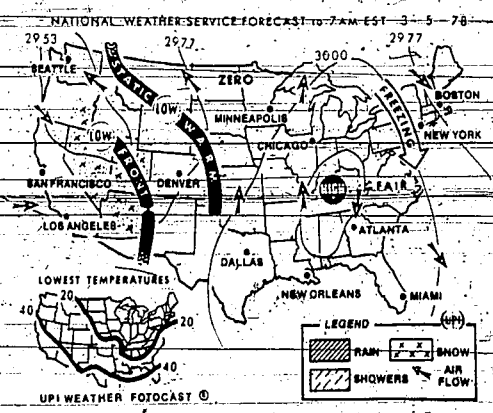 NATIONAL WEATHER SERVICE FORECAST to 7AM EST 3-5-78
2953
2977
3000
2977
SEATTLE
STATIC
FRONT
LOW
WARM
ZERO
MINNEAPOLIS
FREEZING
BOSTON
NEW YORK
LOW
CHICAGO
SAN FRANCISCO
DENVER
HIGH
FAIR
LOS ANGELES
ATLANTA
DALLAS
NEW ORLEANS
MIAMI
LOWEST TEMPERATURES
20
40
20
40
UPI WEATHER FOTOCAST ®
LEGEND
UPI
RAIN
SNOW
SHOWERS
AIR FLOW